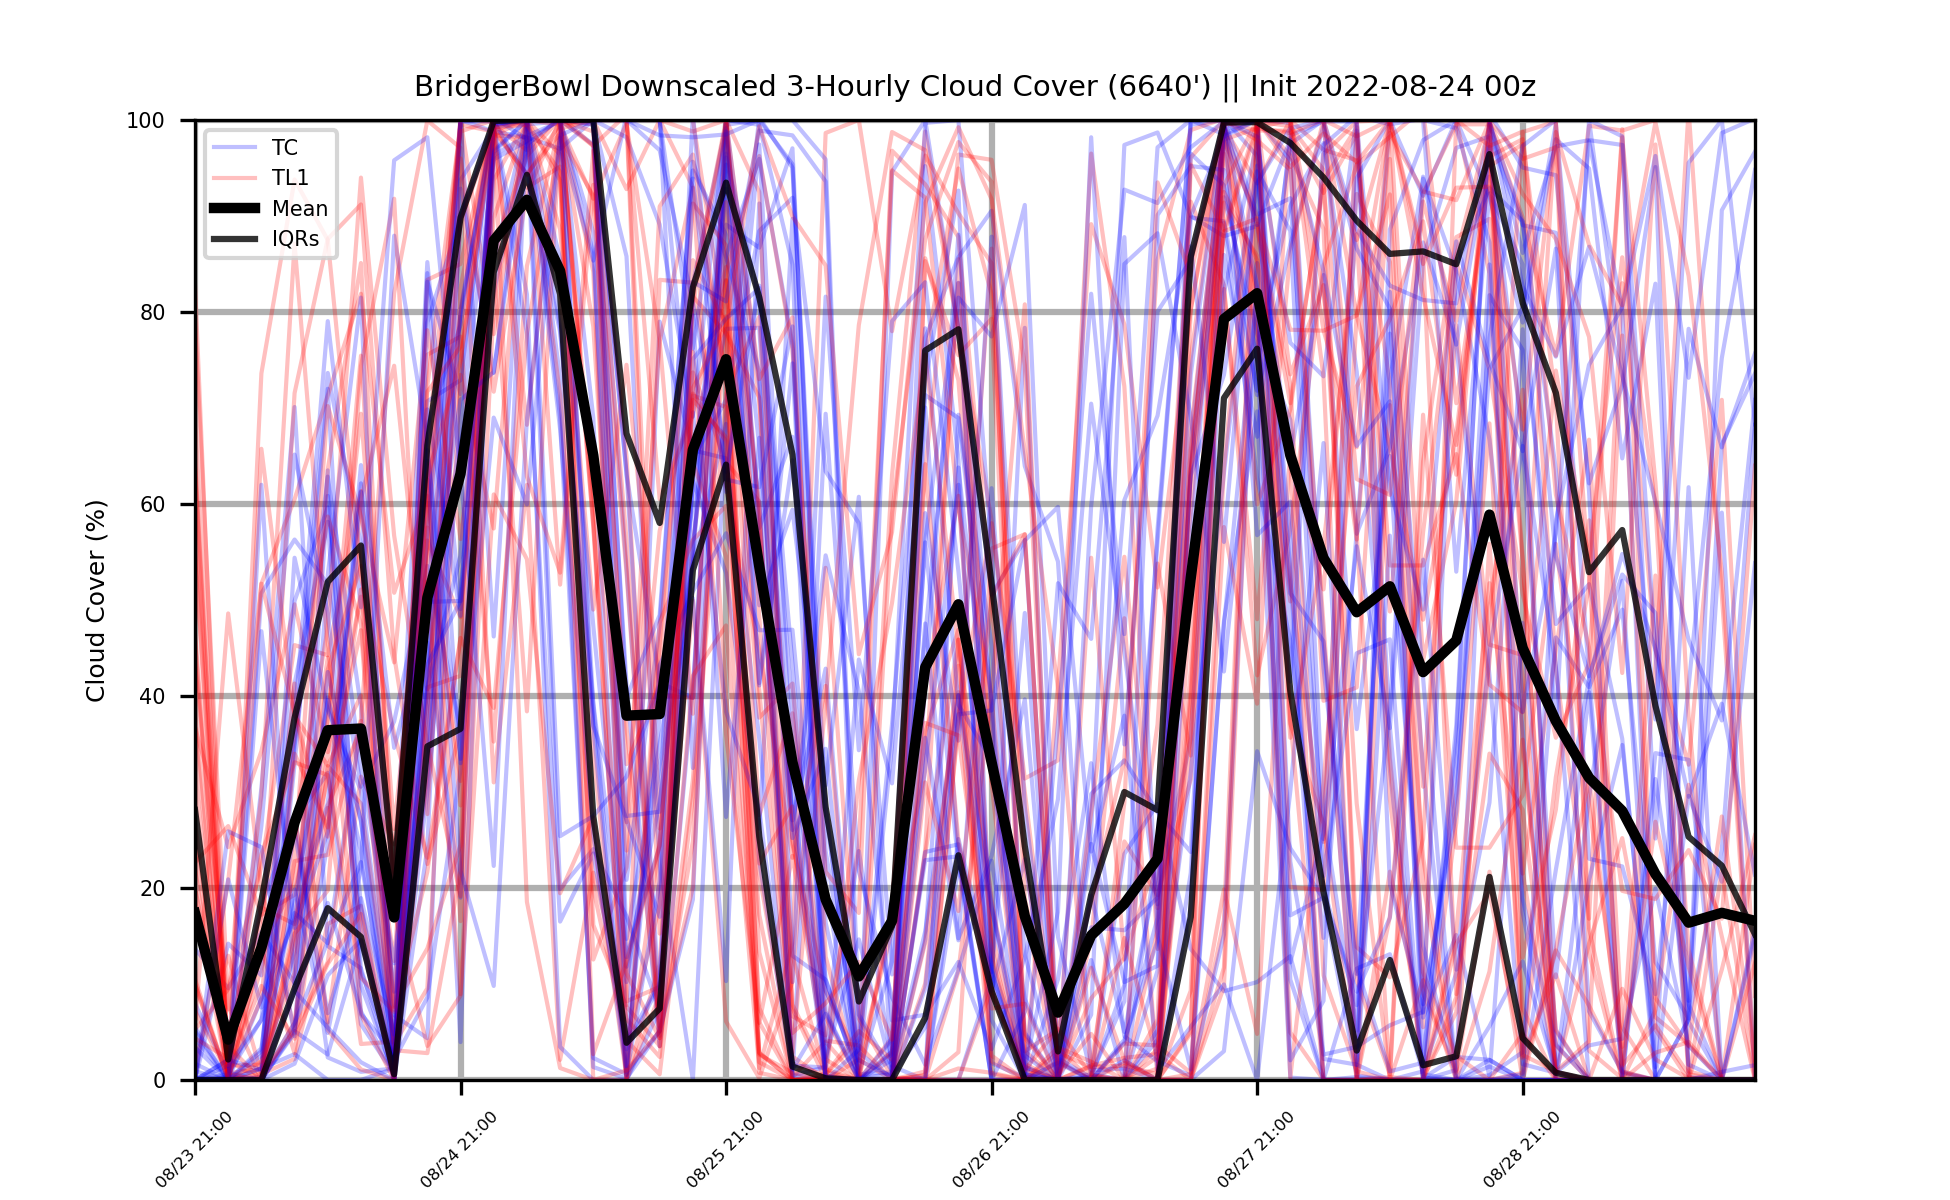 BridgerBowl Downscaled 3-Hourly Cloud Cover (6640') || Init 2022-08-24 00z
TC
TL1
Mean
IQRs
Cloud Cover (%)
100
80
60
40
20
0
08/23 21:00
08/24 21:00
08/25 21:00
08/26 21:00
08/27 21:00
08/28 21:00